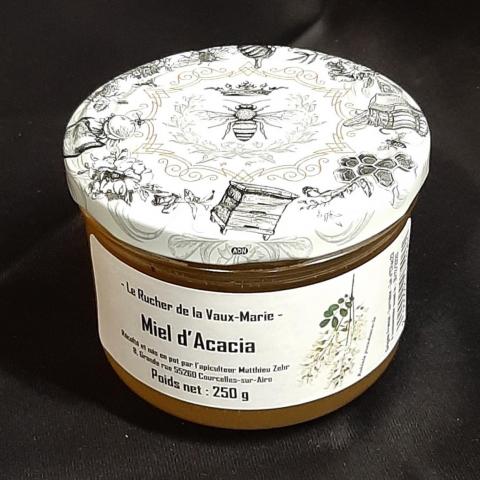 - Le Rucher de la Vaux-Marie -
Miel d'Acacia
Récolté et mis en pot par l'apiculteur Matthieu Zehr
8, Grande rue 55260 Courcelles-sur-Aire
Poids net : 250 g